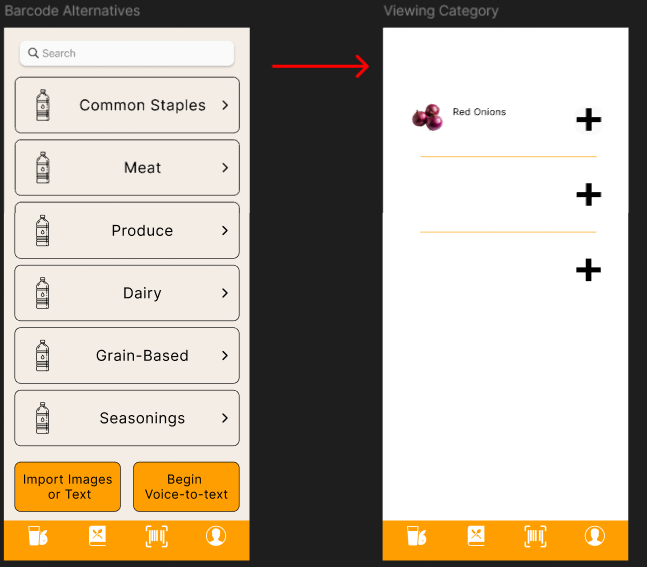 Barcode Alternatives
Search
Common Staples
Meat
Produce
Dairy
Grain-Based
Seasonings
Import Images
or Text
Begin
Voice-to-text
Viewing Category
Red Onions